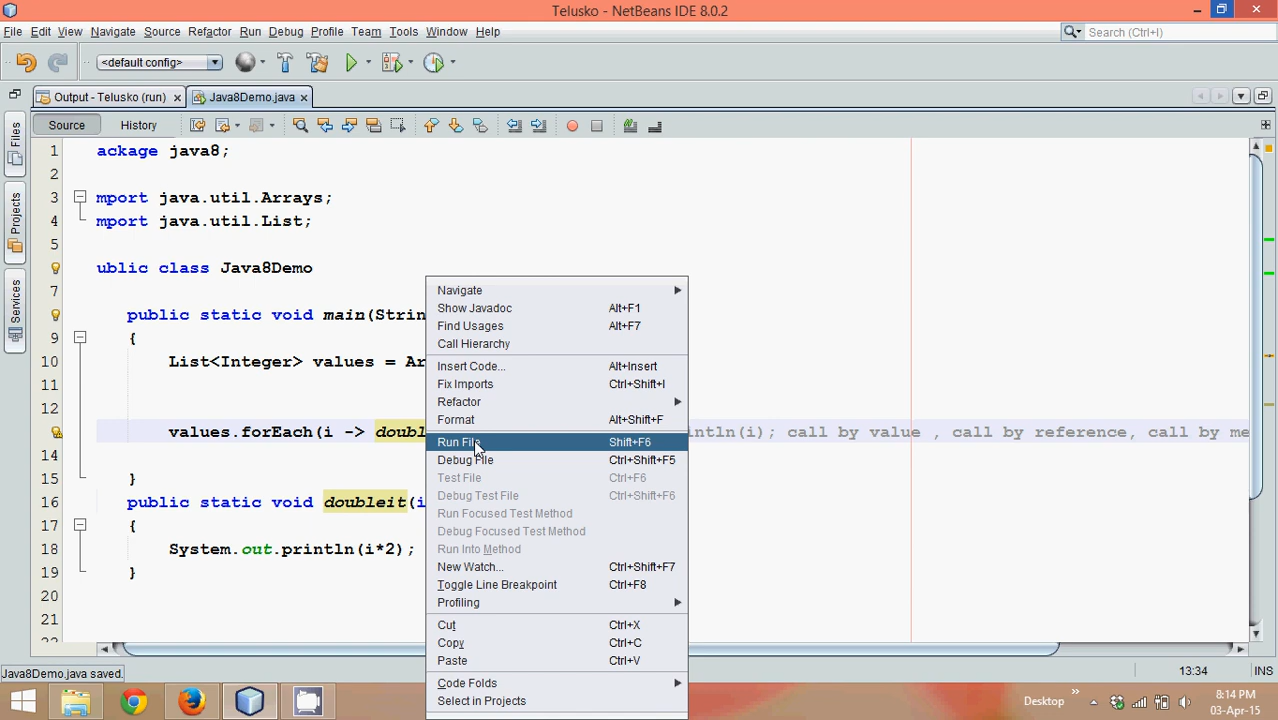 Telusko - NetBeans IDE 8.0.2
File Edit View Navigate Source Refactor Run Debug Profile Team Tools Window Help
Search (Ctrl+I)
<default config>
Output - Telusko (run) Java8Demo.java
Source History
Files
Projects
Services
1 ackage java8;
2
3 mport java.util.Arrays;
4 mport java.util.List;
5
ublic class Java8Demo
7
public static void main(Strin
9 {
10 List<Integer> values = Ar
11
12
values.forEach(i -> doubl ntln(i); call by value , call by reference, call by me
14
15 }
16 public static void doubleit(i
17 {
18 System.out.println(i*2);
19 }
20
21
22
Navigate
Show Javadoc Alt+F1
Find Usages Alt+F7
Call Hierarchy
Insert Code... Alt+Insert
Fix Imports Ctrl+Shift+I
Refactor
Format Alt+Shift+F
Run File Shift+F6
Debug File Ctrl+Shift+F5
Test File Ctrl+F6
Debug Test File Ctrl+Shift+F6
Run Focused Test Method
Debug Focused Test Method
Run Into Method
New Watch... Ctrl+Shift+F7
Toggle Line Breakpoint Ctrl+F8
Profiling
Cut Ctrl+X
Copy Ctrl+C
Paste Ctrl+V
Code Folds
Select in Projects
Java8Demo.java saved.
13:34 INS
Desktop
8:14 PM
03-Apr-15